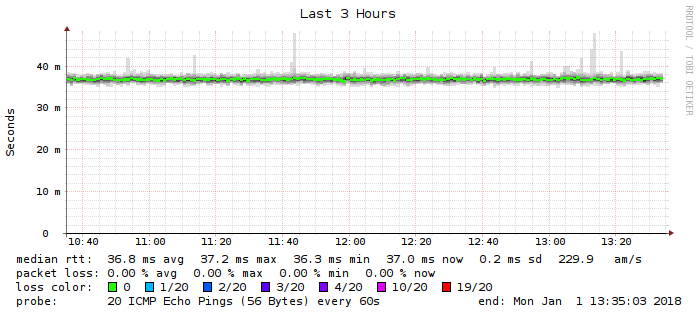 Last 3 Hours
RRDTOOL / TOBI OETIKER
Seconds
40 m
30 m
20 m
10 m
0
10:40 11:00 11:20 11:40 12:00 12:20 12:40 13:00 13:20
median rtt: 36.8 ms avg 37.2 ms max 36.3 ms min 37.0 ms now 0.2 ms sd 229.9 am/s
packet loss: 0.00 % avg 0.00 % max 0.00 % min 0.00 % now
loss color: 0 1/20 2/20 3/20 4/20 10/20 19/20
probe: 20 ICMP Echo Pings (56 Bytes) every 60s end: Mon Jan 1 13:35:03 2018